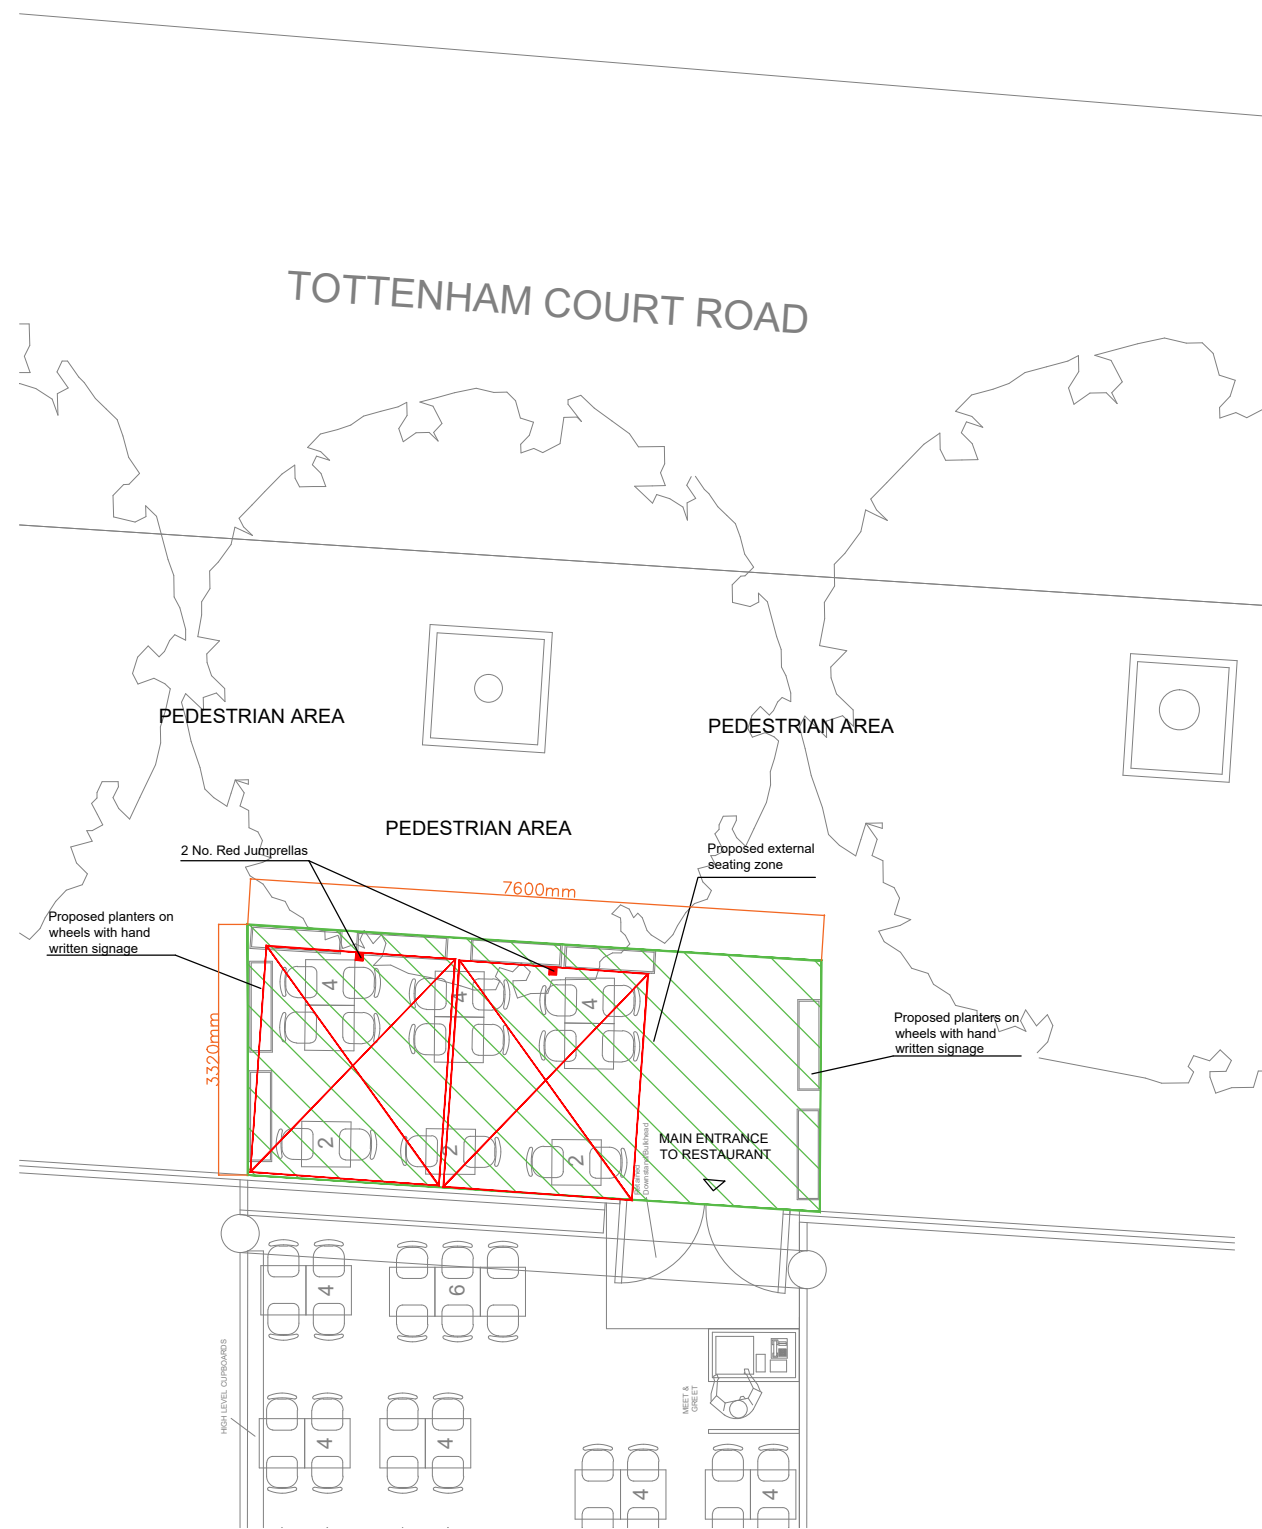 TOTTENHAM COURT ROAD
PEDESTRIAN AREA
PEDESTRIAN AREA
PEDESTRIAN AREA
2 No. Red Jumprellas
Proposed external
seating zone
7600mm
Proposed planters on
wheels with hand
written signage
3320mm
4
4
4
Proposed planters on
wheels with hand
written signage
2
2
2
Downstand Bulkhead
MAIN ENTRANCE
TO RESTAURANT
4
6
HIGH LEVEL CUPBOARDS
MEET &
GREET
4
4
4
4